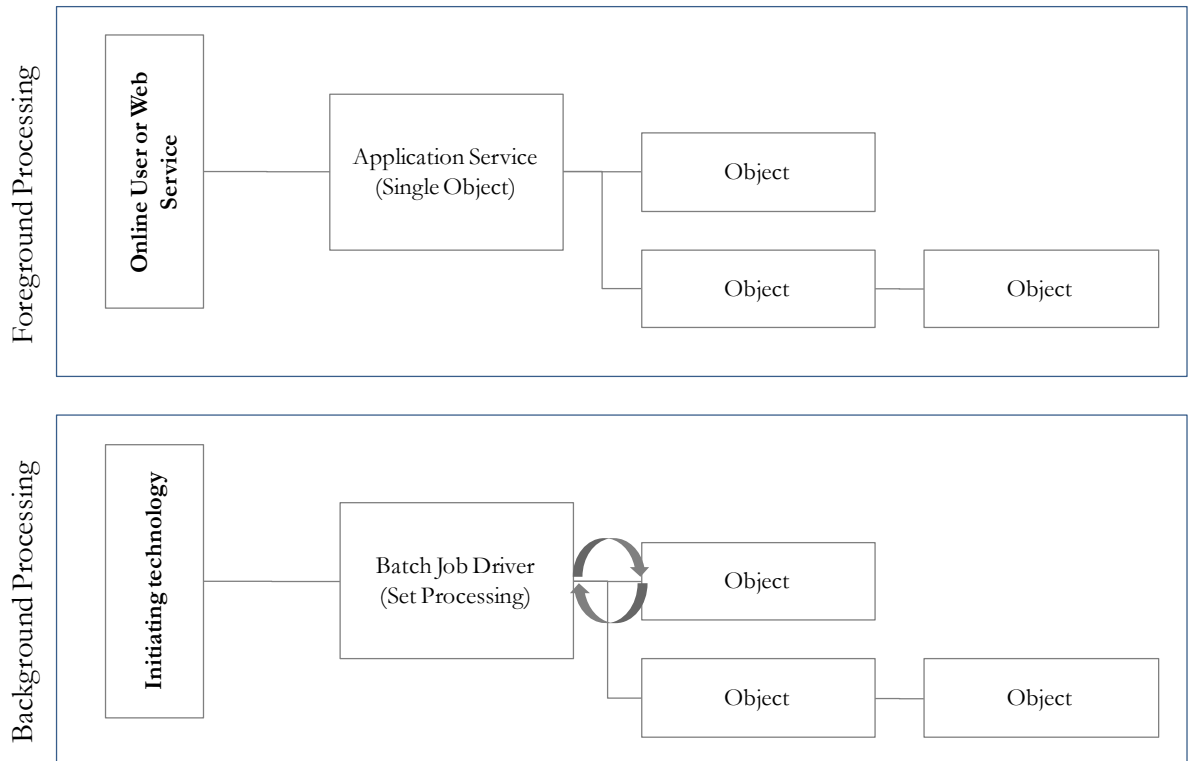 Foreground Processing
Online User or Web
Service
Application Service
(Single Object)
Object
Object
Object
Background Processing
Initiating technology
Batch Job Driver
(Set Processing)
Object
Object
Object